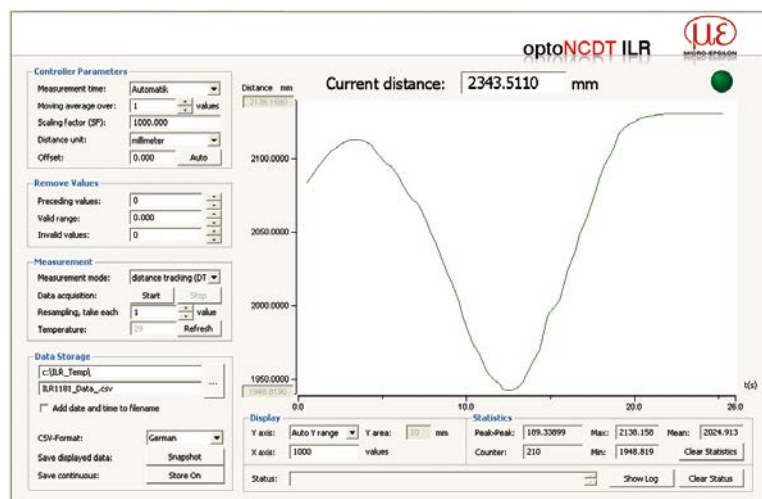 optoNCDT ILR
με
MICRO-EPSILON
Controller Parameters
Measurement time: Automatik
Moving average over: 1 values
Scaling factor (SF): 1000.000
Distance unit: millimeter
Offset: 0.000 Auto
Remove Values
Preceding values: 0
Valid range: 0.000
Invalid values: 0
Measurement
Measurement mode: distance tracking (DT
Data acquisition: Start Stop
Resampling, take each 1 value
Temperature: 29 Refresh
Data Storage
c:\ILR_Temp\
ILR1181_Data_.csv
...
Add date and time to filename
CSV-Format: German
Save displayed data: Snapshot
Save continuous: Store On
Distance mm
Current distance: 2343.5110 mm
2138.1580
2100.0000
2050.0000
2000.0000
1950.0000
1948.8190
t(s)
0.0 10.0 20.0 26.0
Display
Y axis: Auto Y range Y area: 10 mm
X axis: 1000 values
Statistics
Peak-Peak: 189.33899 Max: 2138.158 Mean: 2024.913
Counter: 210 Min: 1948.819 Clear Statistics
Status: Show Log Clear Status